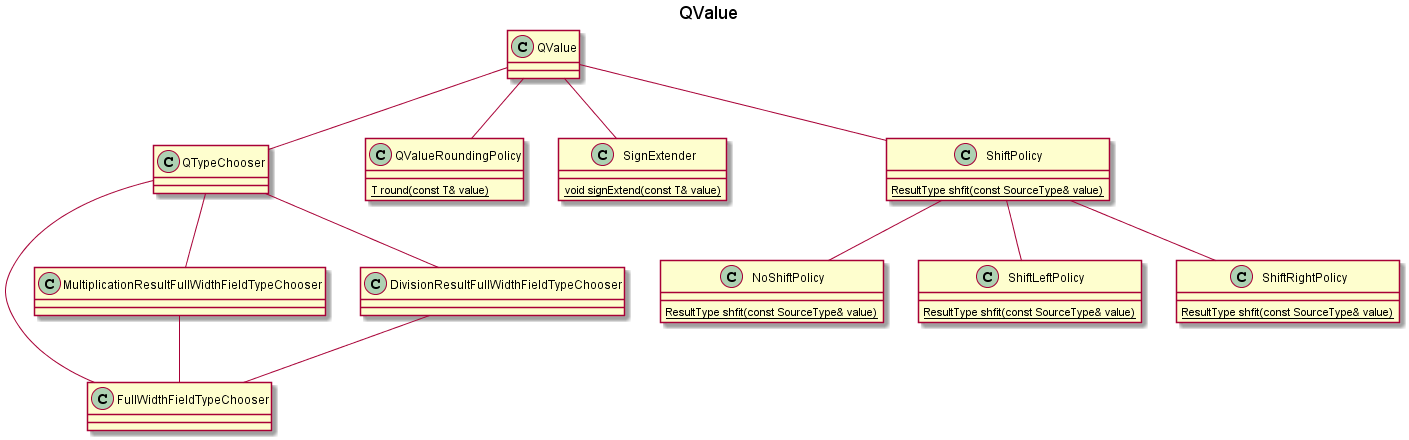 QValue
C QValue
C QTypeChooser
C QValueRoundingPolicy
T round(const T& value)
C SignExtender
void signExtend(const T& value)
C ShiftPolicy
ResultType shfit(const SourceType& value)
C MultiplicationResultFullWidthFieldTypeChooser
C DivisionResultFullWidthFieldTypeChooser
C NoShiftPolicy
ResultType shfit(const SourceType& value)
C ShiftLeftPolicy
ResultType shfit(const SourceType& value)
C ShiftRightPolicy
ResultType shfit(const SourceType& value)
C FullWidthFieldTypeChooser